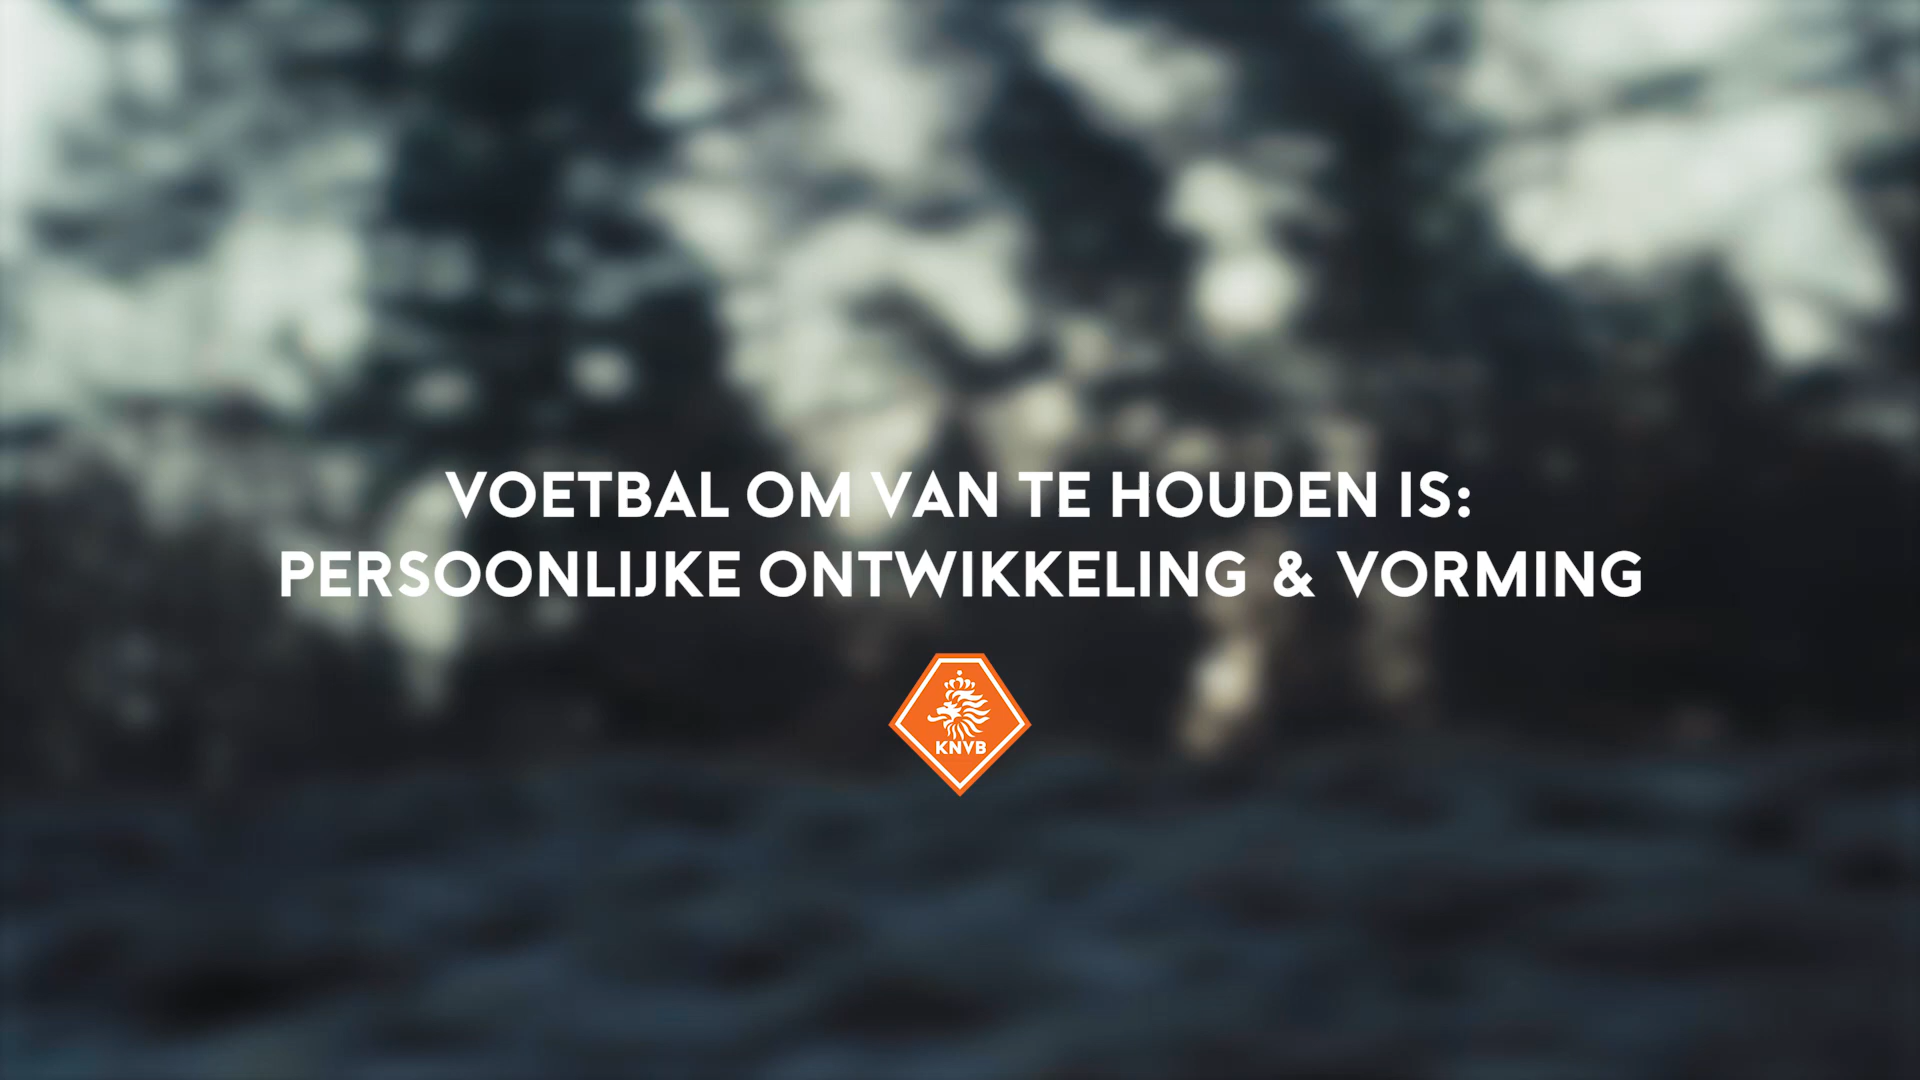 VOETBAL OM VAN TE HOUDEN IS:
PERSOONLIJKE ONTWIKKELING & VORMING
KNVB